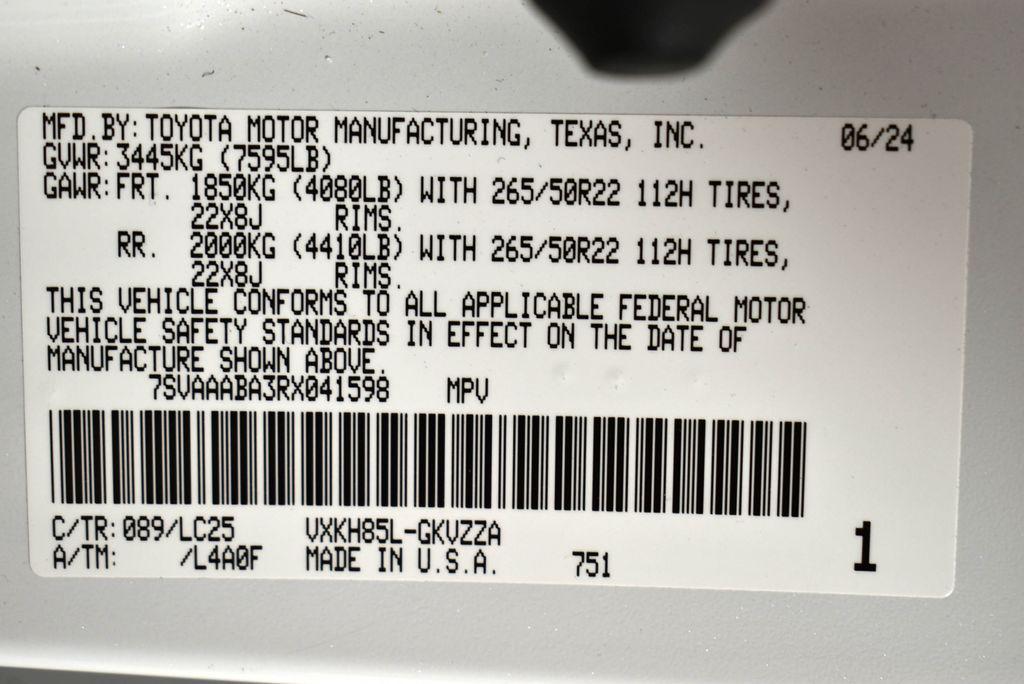 MFD.BY: TOYOTA MOTOR MANUFACTURING, TEXAS, INC. 06/24
GVWR: 3445KG (7595LB)
GAWR: FRT. 1850KG (4080LB) WITH 265/50R22 112H TIRES,
22X8J RIMS.
RR. 2000KG (4410LB) WITH 265/50R22 112H TIRES,
22X8J RIMS.
THIS VEHICLE CONFORMS TO ALL APPLICABLE FEDERAL MOTOR
VEHICLE SAFETY STANDARDS IN EFFECT ON THE DATE OF
MANUFACTURE SHOWN ABOVE.
7SVAAABA3RX041598 MPV
C/TR: 089/LC25 VXKH85L-GKVZZA
A/TM: /L4A0F MADE IN U.S.A. 751
1